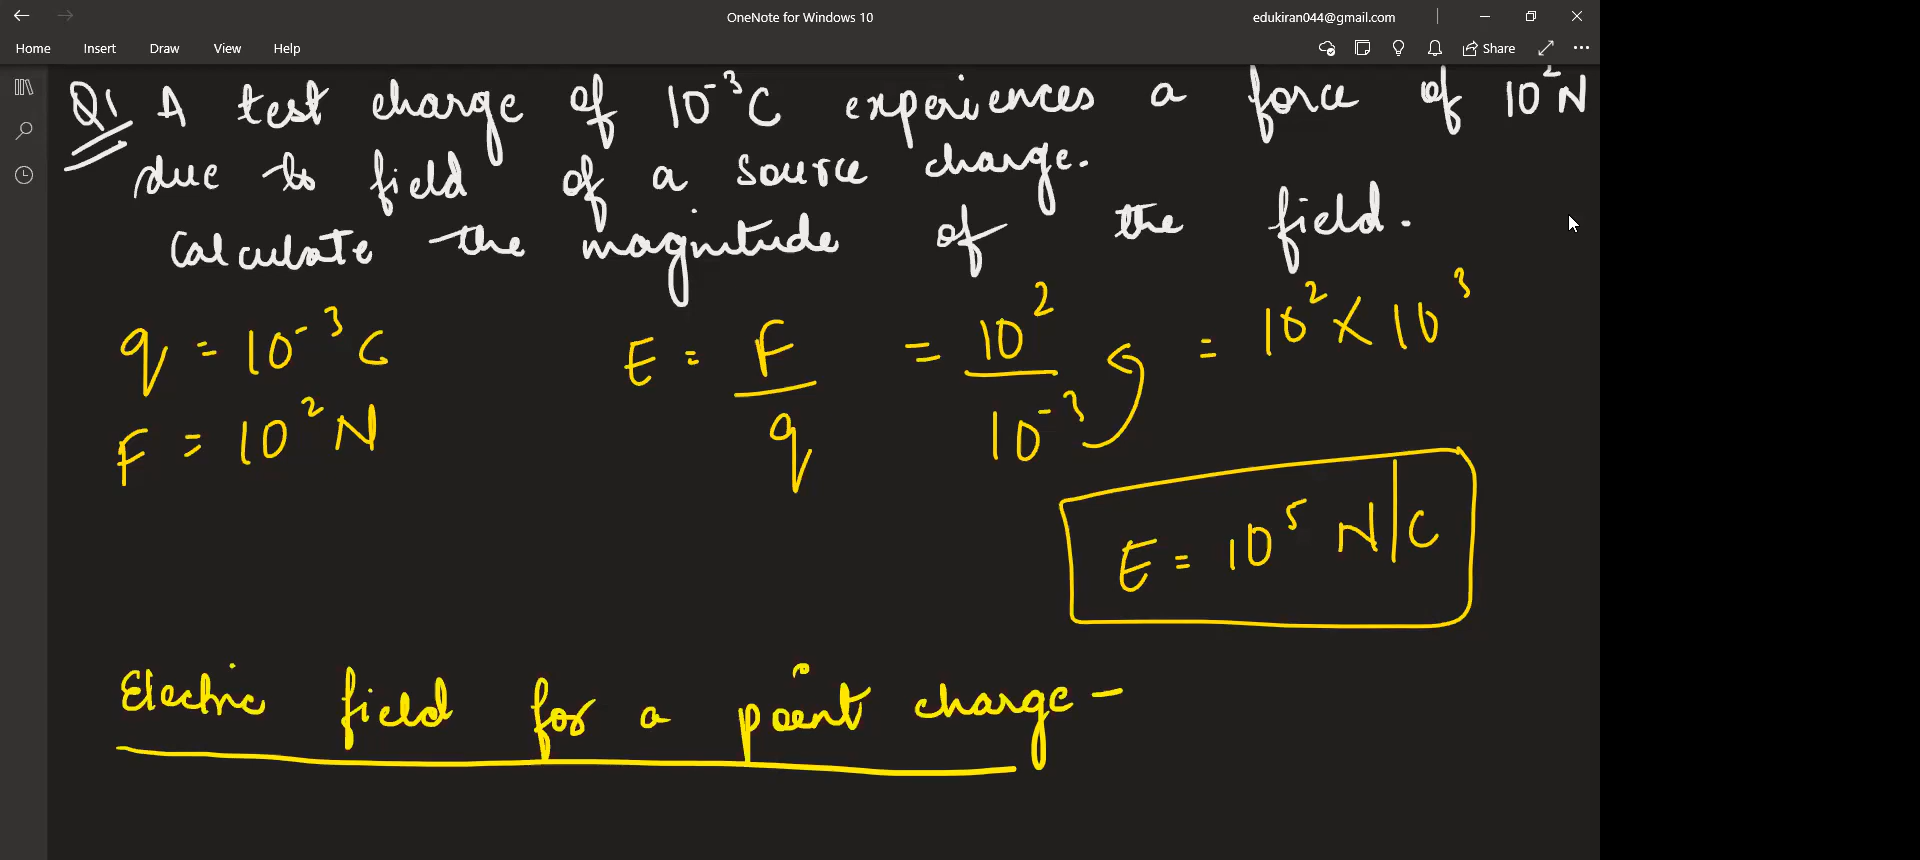 OneNote for Windows 10
edukiran044@gmail.com
Home Insert Draw View Help
Share
Q1 A test charge of 10⁻³C experiences a force of 10²N
due to field of a source charge.
Calculate the magnitude of the field.
q = 10⁻³ C
F = 10² N
E = F/q = 10²/10⁻³ = 10² × 10³
E = 10⁵ N/C
Electric field for a point charge -